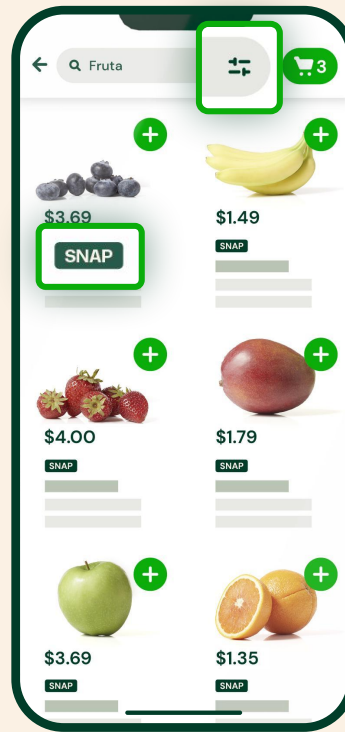 Fruta
3
$3.69
SNAP
$1.49
SNAP
$4.00
SNAP
$1.79
SNAP
$3.69
SNAP
$1.35
SNAP